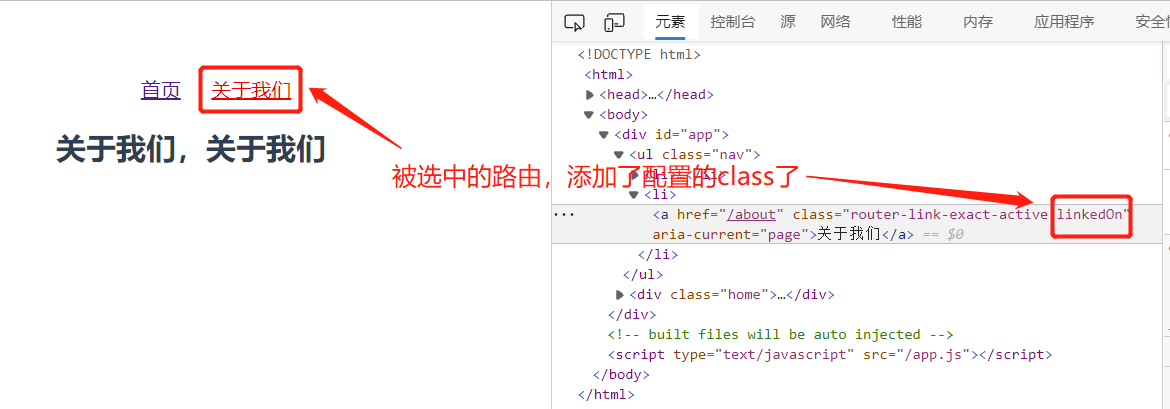 元素 控制台 源 网络 性能 内存 应用程序 安全
首页 关于我们
关于我们，关于我们
被选中的路由，添加了配置的class了
<!DOCTYPE html>
<html>
<head>…</head>
<body>
<div id="app">
<ul class="nav">
<li>
<a href="/about" class="router-link-exact-active linkedOn"
aria-current="page">关于我们</a> == $0
</li>
</ul>
<div class="home">…</div>
</div>
<!-- built files will be auto injected -->
<script type="text/javascript" src="/app.js"></script>
</body>
</html>